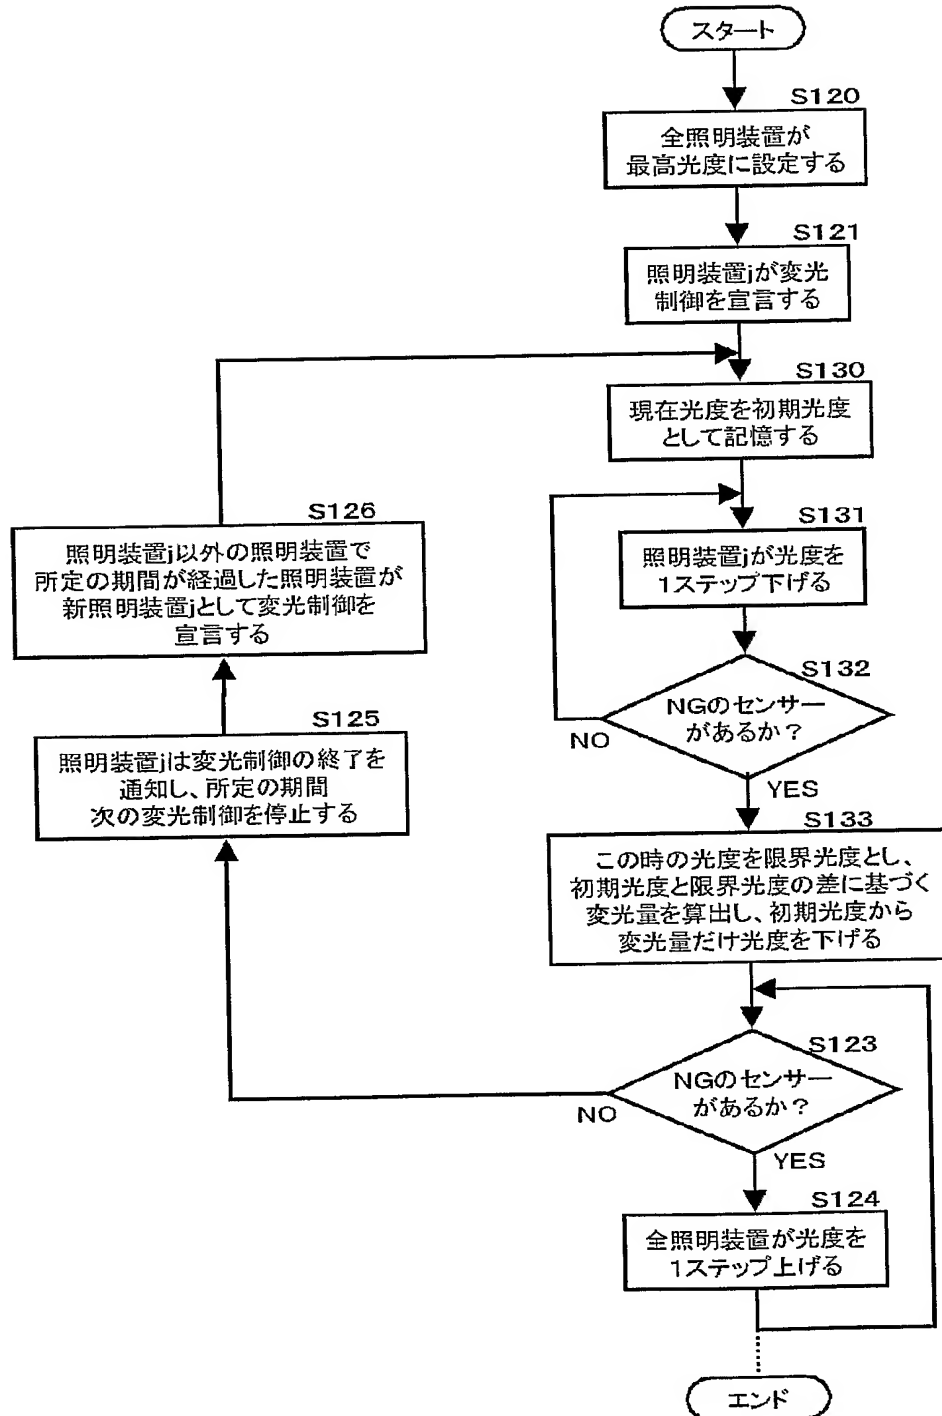 スタート
S120
全照明装置が
最高光度に設定する
S121
照明装置jが変光
制御を宣言する
S130
現在光度を初期光度
として記憶する
S131
照明装置jが光度を
1ステップ下げる
S132
NGのセンサー
があるか？
NO
YES
S133
この時の光度を限界光度とし、
初期光度と限界光度の差に基づく
変光量を算出し、初期光度から
変光量だけ光度を下げる
S123
NGのセンサー
があるか？
NO
YES
S124
全照明装置が光度を
1ステップ上げる
エンド
S125
照明装置jは変光制御の終了を
通知し、所定の期間
次の変光制御を停止する
S126
照明装置j以外の照明装置で
所定の期間が経過した照明装置が
新照明装置jとして変光制御を
宣言する